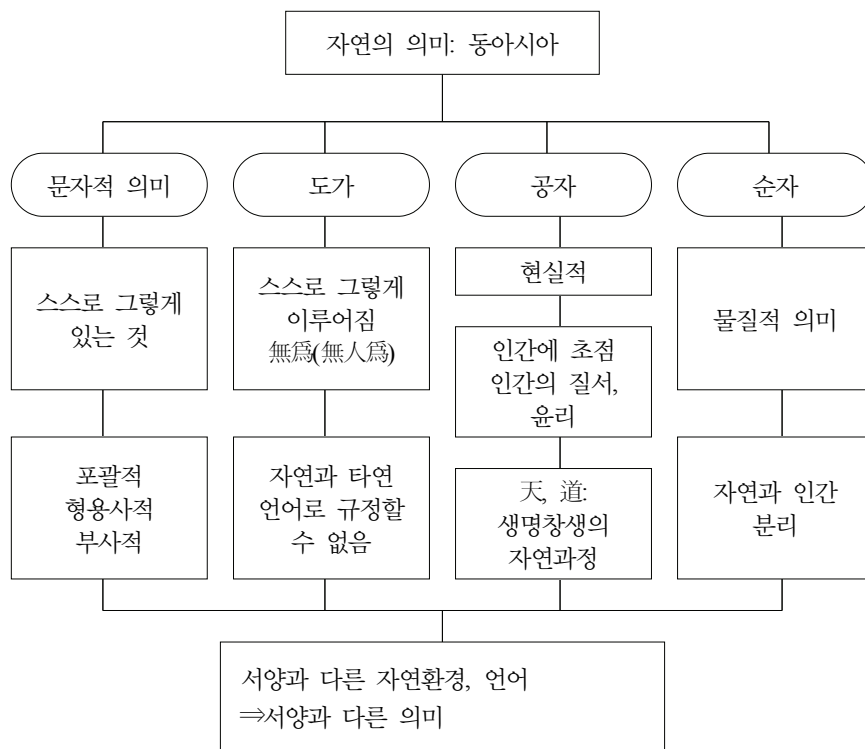 자연의 의미: 동아시아
문자적 의미
도가
공자
순자
스스로 그렇게
있는 것
스스로 그렇게
이루어짐
無爲(無人爲)
현실적
인간에 초점
인간의 질서,
윤리
물질적 의미
포괄적
형용사적
부사적
자연과 타연
언어로 규정할
수 없음
天, 道:
생명창생의
자연과정
자연과 인간
분리
서양과 다른 자연환경, 언어
⇒서양과 다른 의미